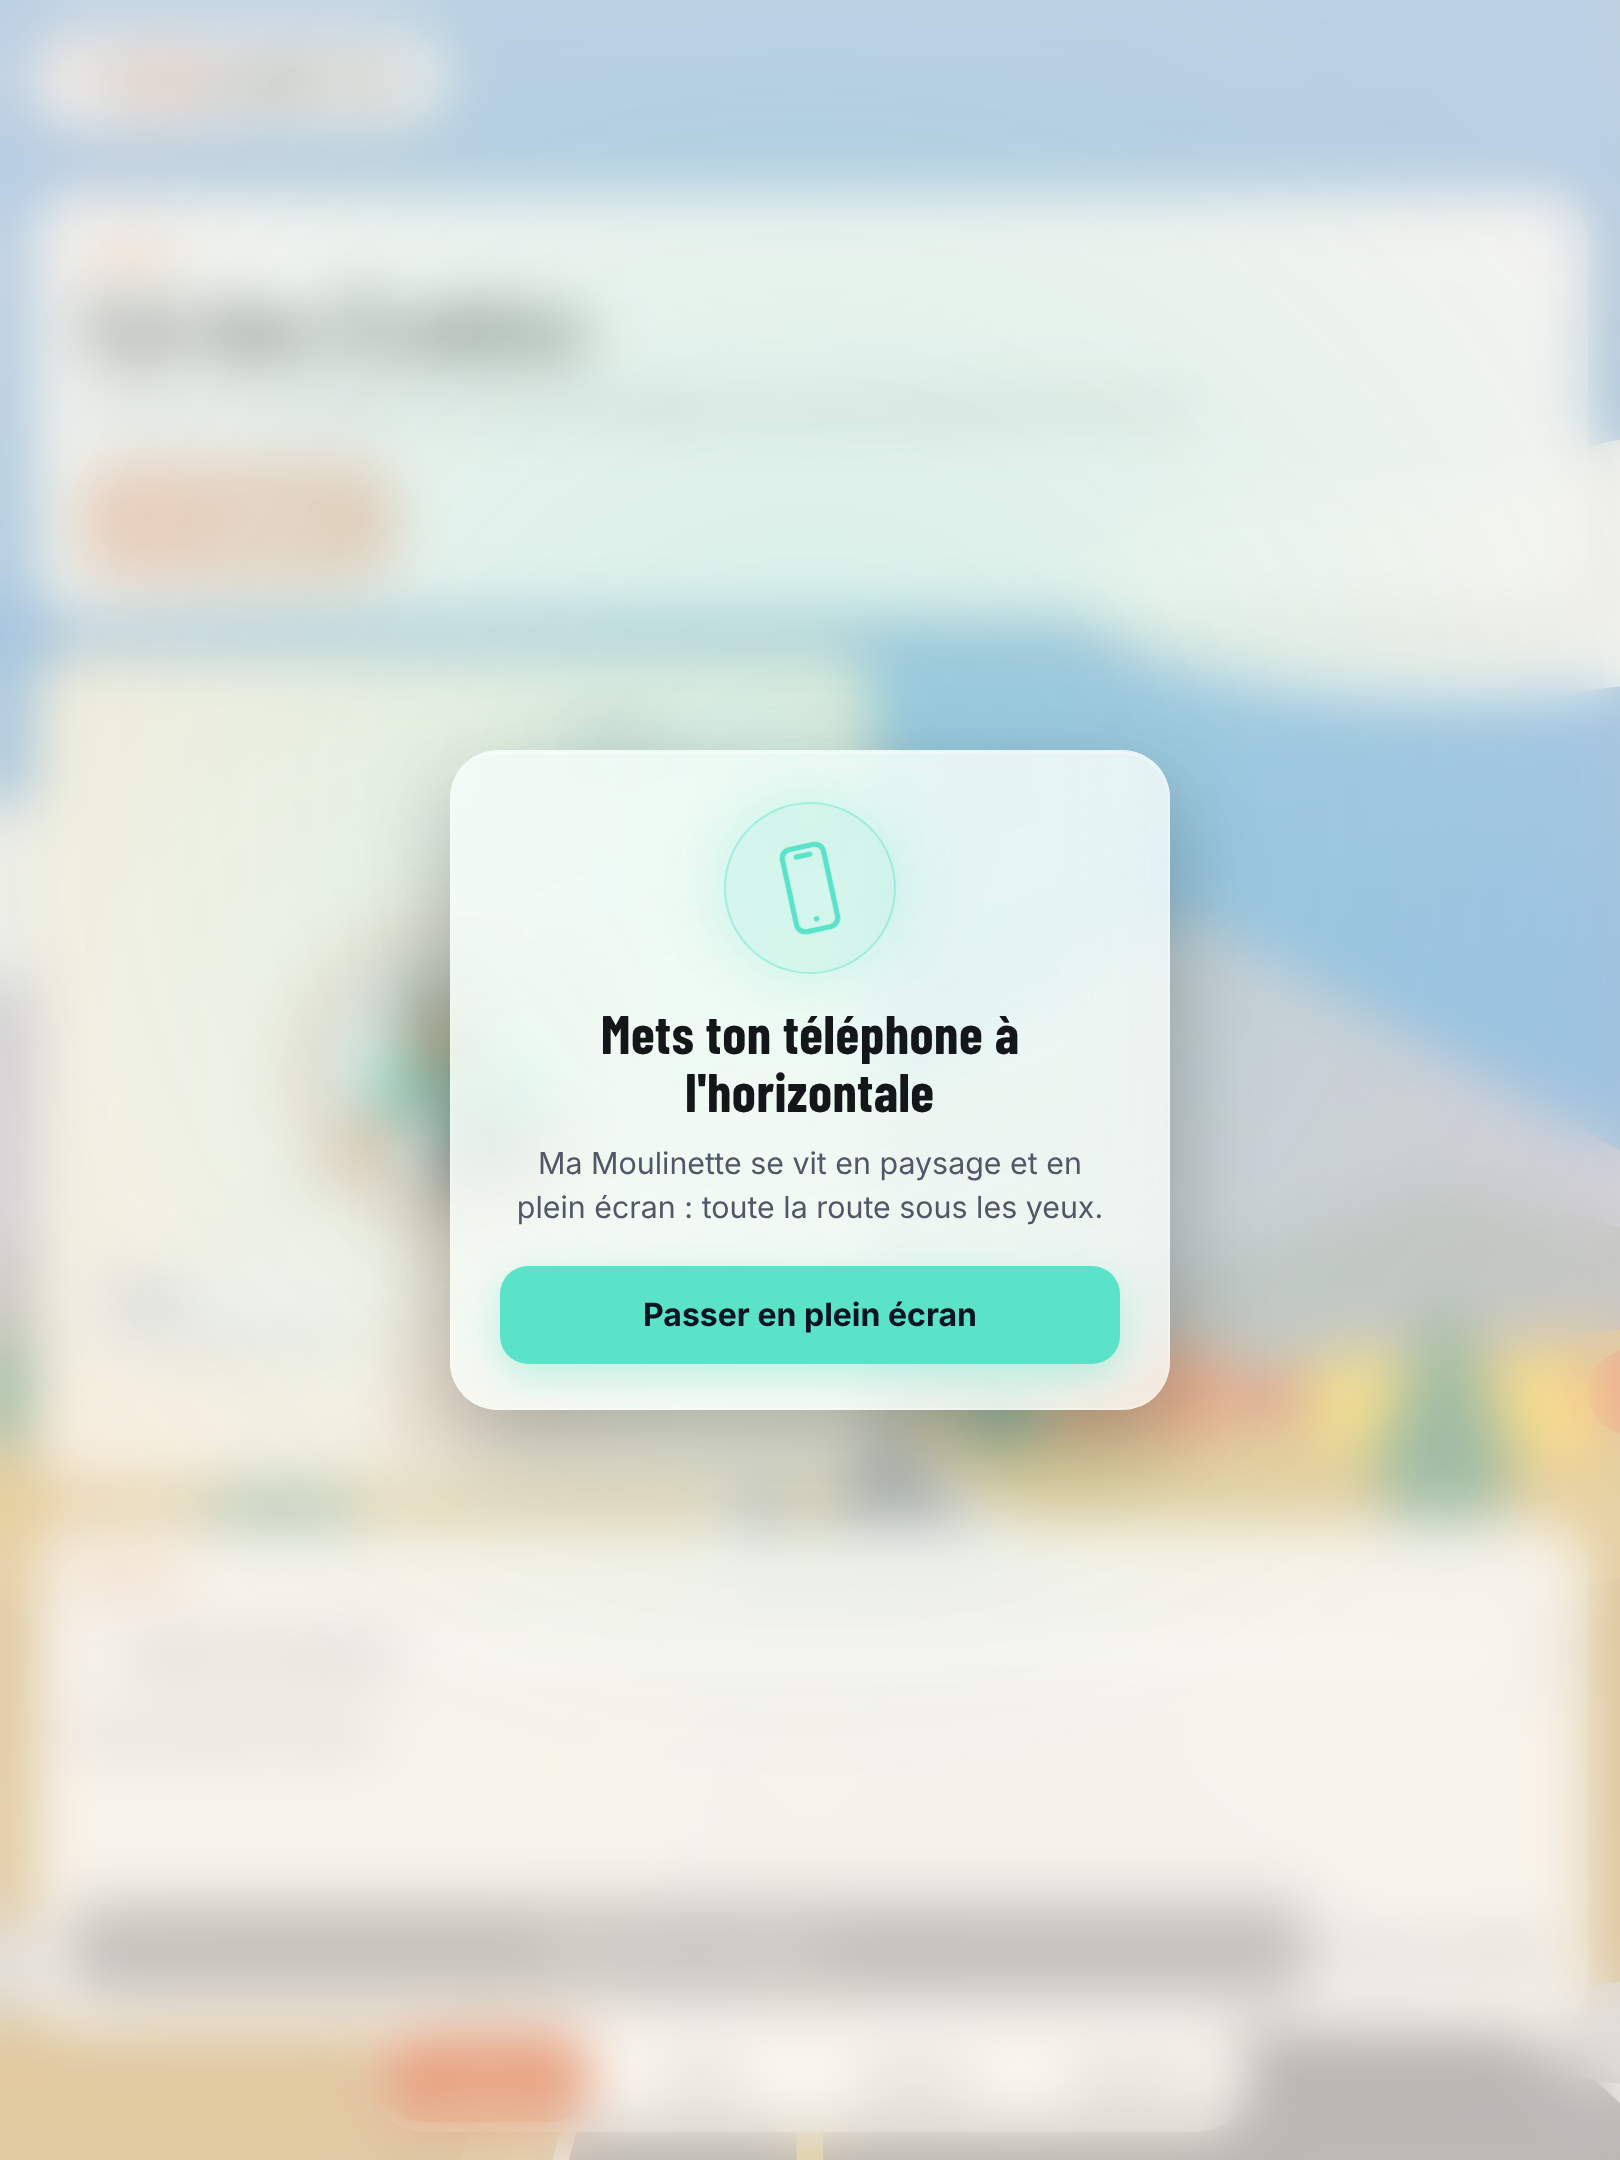 Mets ton téléphone à
l'horizontale
Ma Moulinette se vit en paysage et en
plein écran : toute la route sous les yeux.
Passer en plein écran